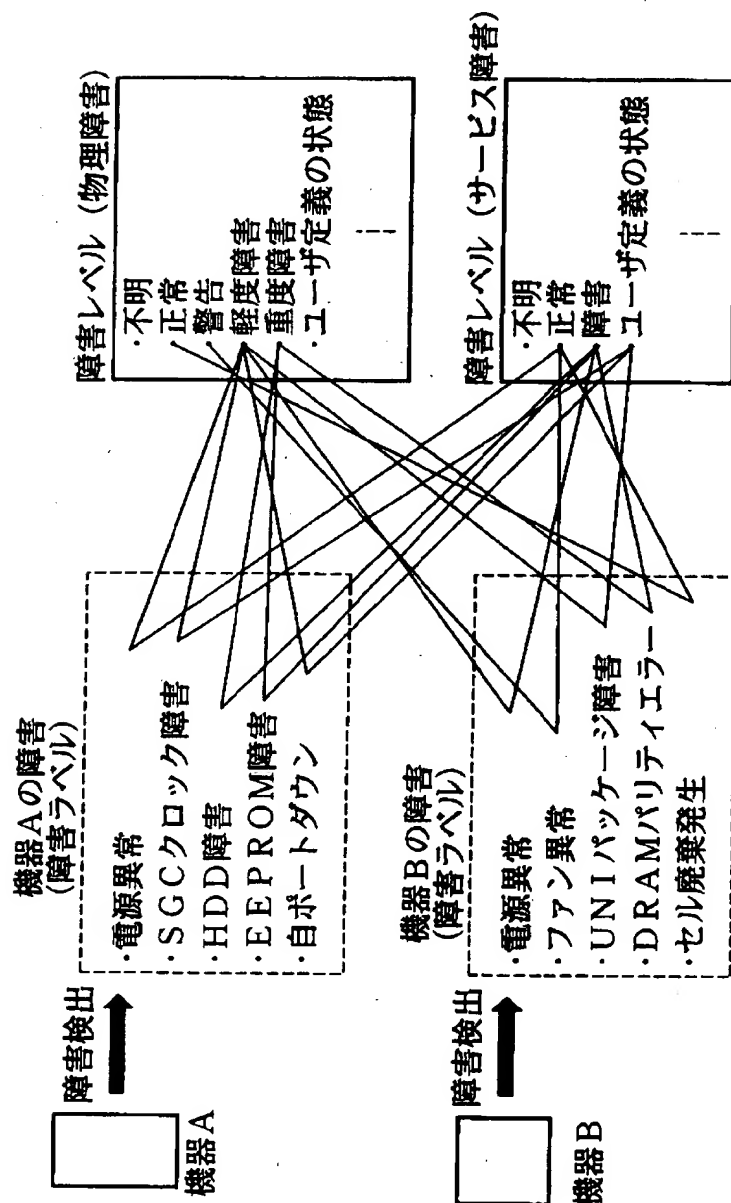 機器A
障害検出
機器Aの障害
(障害ラベル)
・電源異常
・SGCクロック障害
・HDD障害
・EEPROM障害
・自ポートダウン
障害レベル (物理障害)
・不明
正常
警告
軽度障害
重度障害
・ユーザ定義の状態
機器B
障害検出
機器Bの障害
(障害ラベル)
・電源異常
・ファン異常
・UNIパッケージ障害
・DRAMパリティエラー
・セル廃棄発生
障害レベル (サービス障害)
・不明
正常
障害
ユーザ定義の状態